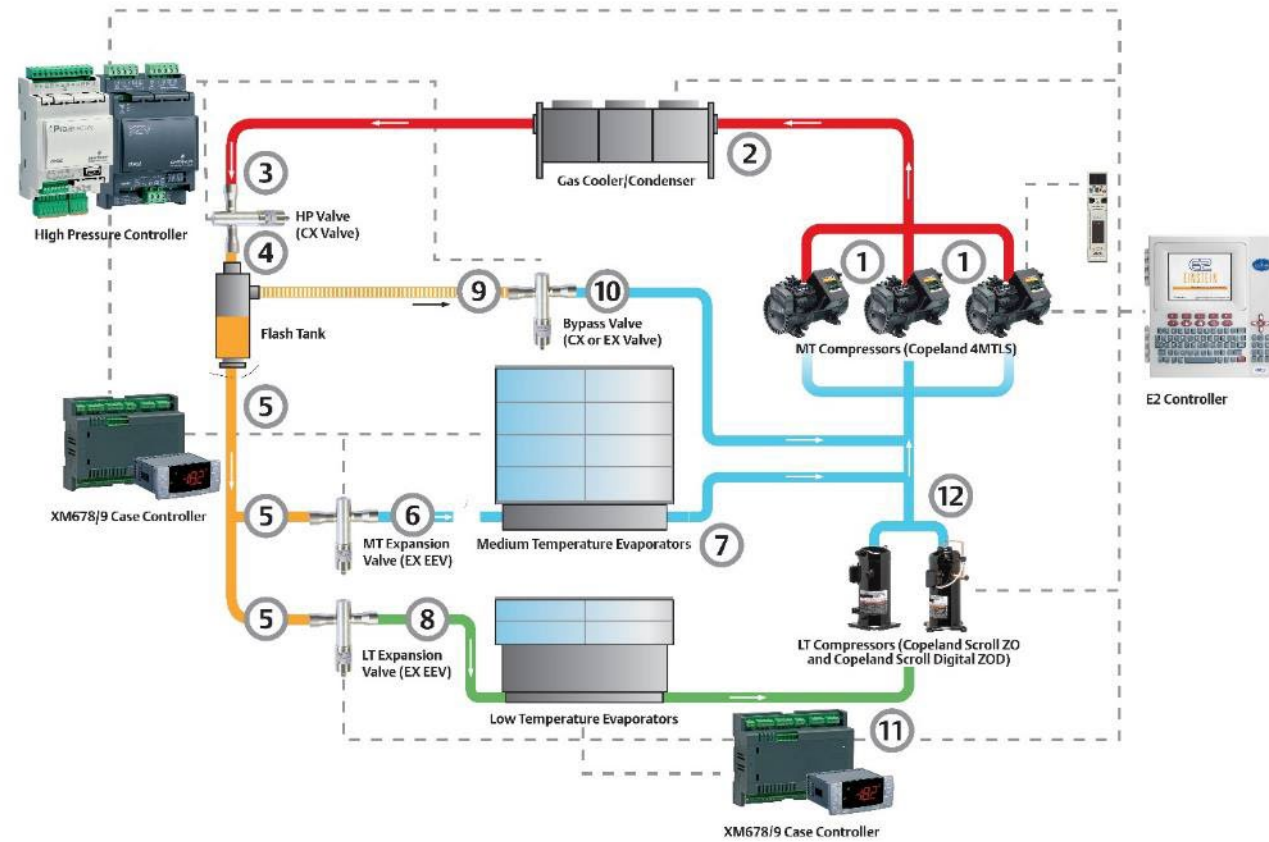 2
Gas Cooler/Condenser
3
HP Valve
(CX Valve)
High Pressure Controller
4
1
1
9
10
Flash Tank
Bypass Valve
(CX or EX Valve)
MT Compressors (Copeland 4MTLS)
E2
EINSTEIN
E2 Controller
5
XM678/9 Case Controller
5
6
MT Expansion
Valve (EX EEV)
Medium Temperature Evaporators
7
12
5
8
LT Expansion
Valve (EX EEV)
LT Compressors (Copeland Scroll ZO
and Copeland Scroll Digital ZOD)
Low Temperature Evaporators
11
XM678/9 Case Controller